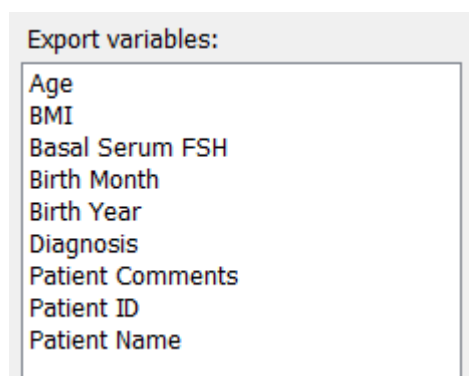 Export variables:
Age
BMI
Basal Serum FSH
Birth Month
Birth Year
Diagnosis
Patient Comments
Patient ID
Patient Name